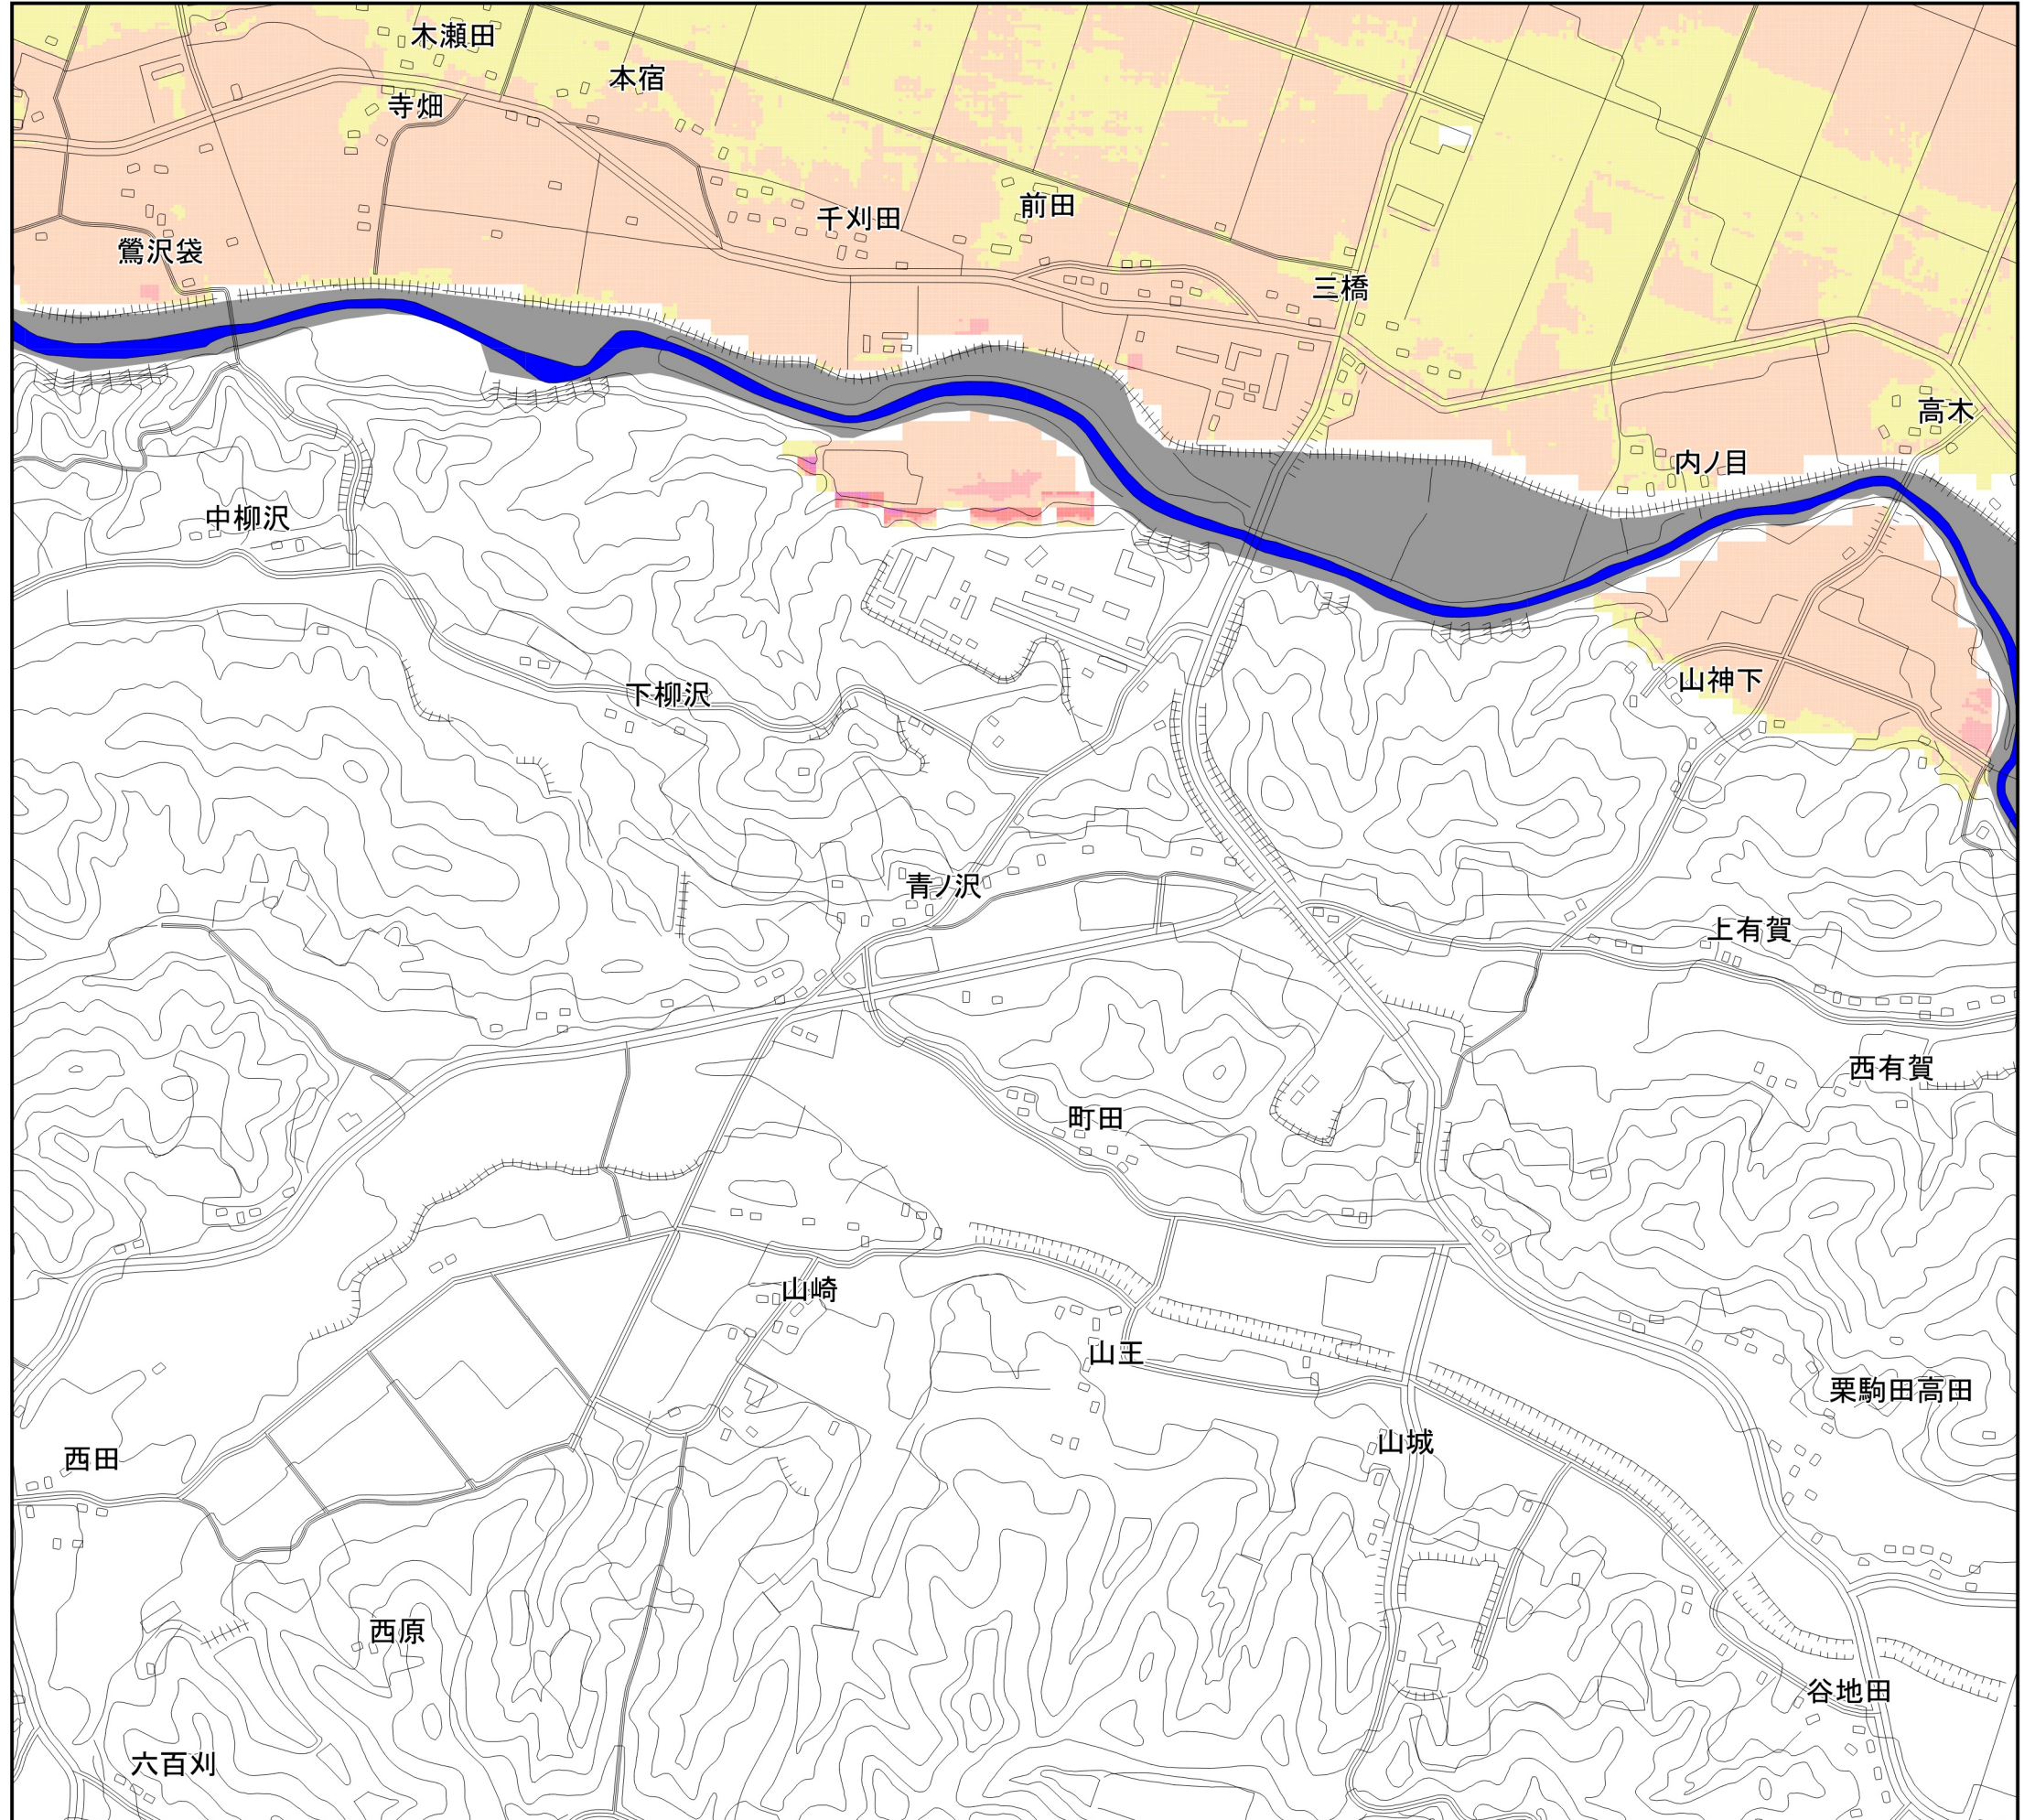 木瀬田
本宿
寺畑
前田
千刈田
鶯沢袋
三橋
高木
内ノ目
中柳沢
山神下
下柳沢
青ノ沢
上有賀
西有賀
町田
山崎
山王
栗駒田高田
山城
西田
西原
谷地田
六百刈